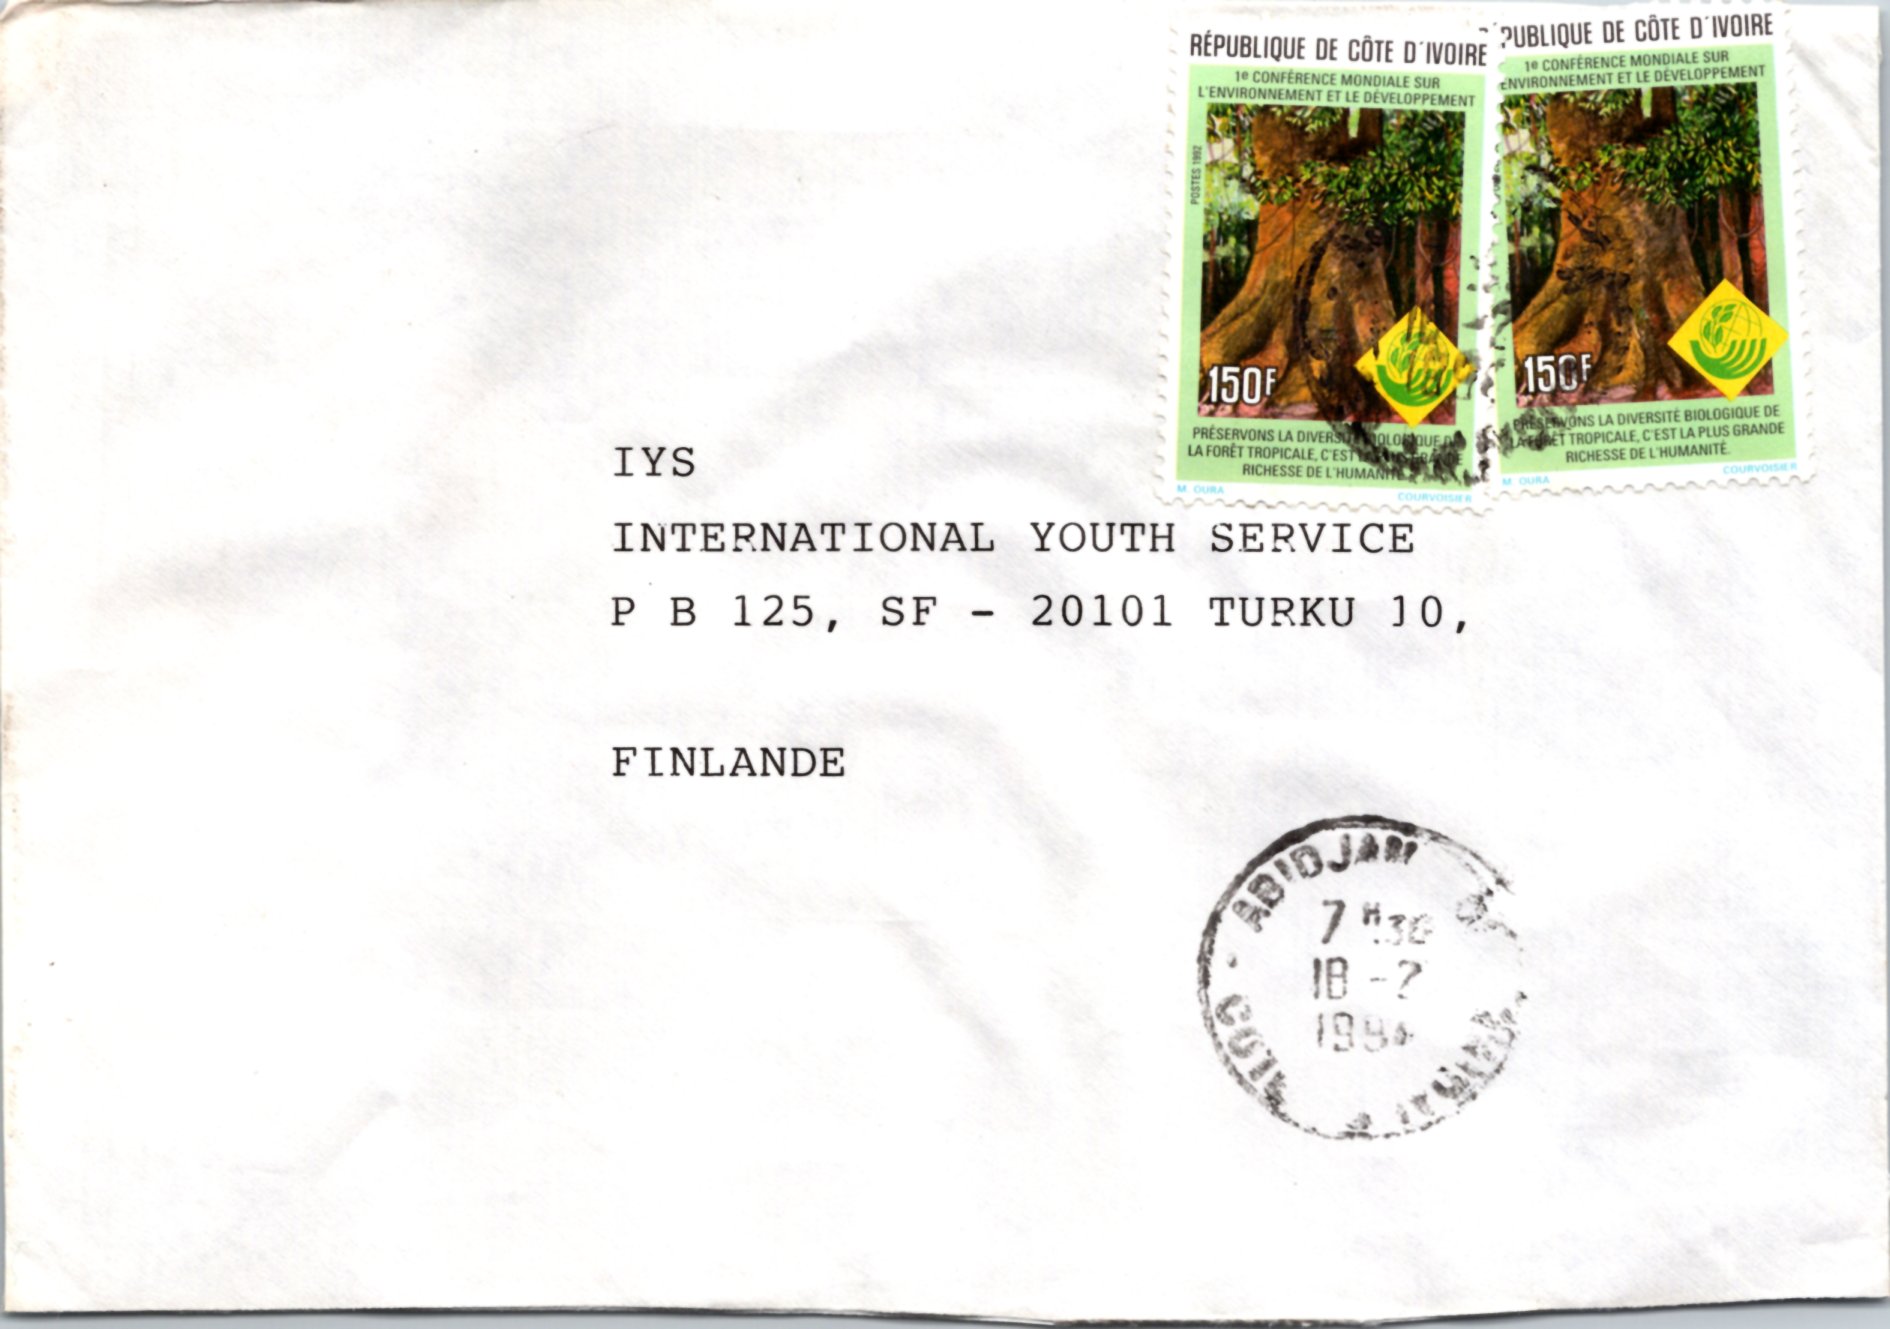 RÉPUBLIQUE DE CÔTE D'IVOIRE
1e CONFÉRENCE MONDIALE SUR
L'ENVIRONNEMENT ET LE DÉVELOPPEMENT
POSTES 1992
150F
PRÉSERVONS LA DIVERSITÉ BIOLOGIQUE DE
LA FORÊT TROPICALE, C'EST LA PLUS GRANDE
RICHESSE DE L'HUMANITÉ
M. OURA COURVOISIER
PUBLIQUE DE CÔTE D'IVOIRE
1e CONFÉRENCE MONDIALE SUR
ENVIRONNEMENT ET LE DÉVELOPPEMENT
150F
PRÉSERVONS LA DIVERSITÉ BIOLOGIQUE DE
LA FORÊT TROPICALE, C'EST LA PLUS GRANDE
RICHESSE DE L'HUMANITÉ.
M. OURA COURVOISIER
IYS
INTERNATIONAL YOUTH SERVICE
P B 125, SF - 20101 TURKU 10,
FINLANDE
ABIDJAN
7 H30
18 -2